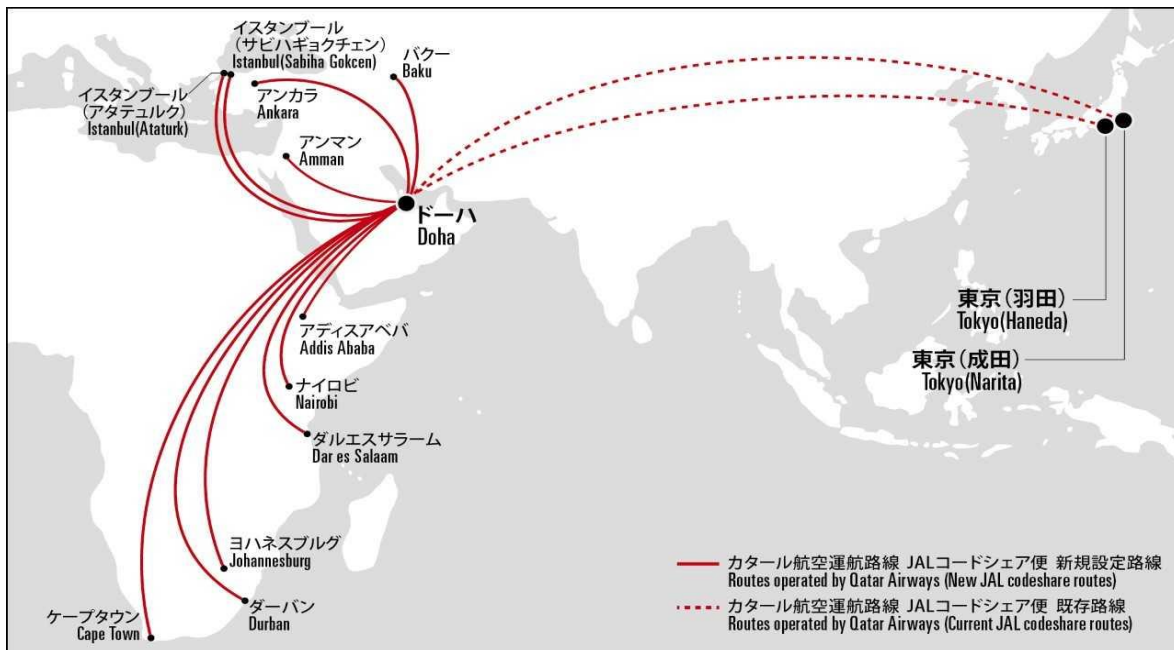 イスタンブール
（サビハギョクチェン）
Istanbul(Sabiha Gokcen)
バクー
Baku
イスタンブール
（アタテュルク）
Istanbul(Ataturk)
アンカラ
Ankara
アンマン
Amman
ドーハ
Doha
東京（羽田）
Tokyo(Haneda)
東京（成田）
Tokyo(Narita)
アディスアベバ
Addis Ababa
ナイロビ
Nairobi
ダルエスサラーム
Dar es Salaam
ヨハネスブルグ
Johannesburg
ダーバン
Durban
ケープタウン
Cape Town
カタール航空運航路線 JALコードシェア便 新規設定路線
Routes operated by Qatar Airways (New JAL codeshare routes)
カタール航空運航路線 JALコードシェア便 既存路線
Routes operated by Qatar Airways (Current JAL codeshare routes)